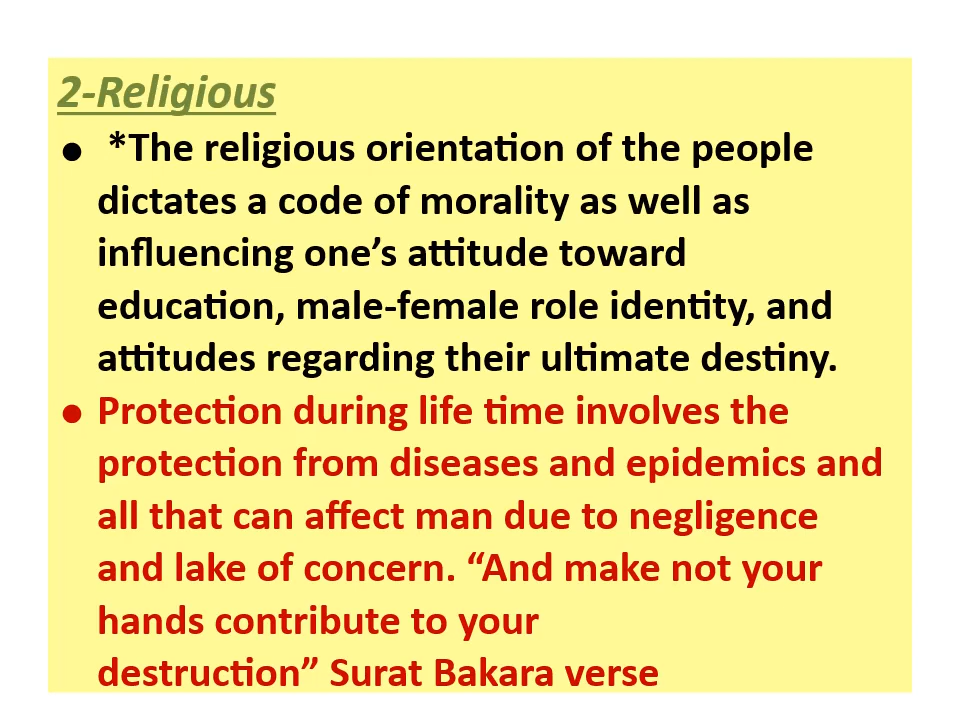 2-Religious
● *The religious orientation of the people
dictates a code of morality as well as
influencing one’s attitude toward
education, male-female role identity, and
attitudes regarding their ultimate destiny.
● Protection during life time involves the
protection from diseases and epidemics and
all that can affect man due to negligence
and lake of concern. “And make not your
hands contribute to your
destruction” Surat Bakara verse